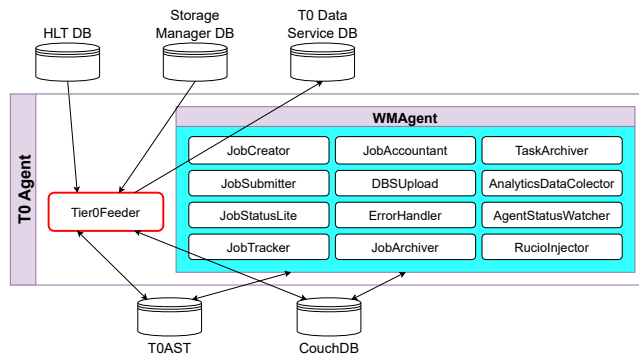 Storage
Manager DB
T0 Data
Service DB
HLT DB
T0 Agent
WMAgent
JobCreator
JobAccountant
TaskArchiver
JobSubmitter
DBSUpload
AnalyticsDataColector
Tier0Feeder
JobStatusLite
ErrorHandler
AgentStatusWatcher
JobTracker
JobArchiver
RucioInjector
T0AST
CouchDB